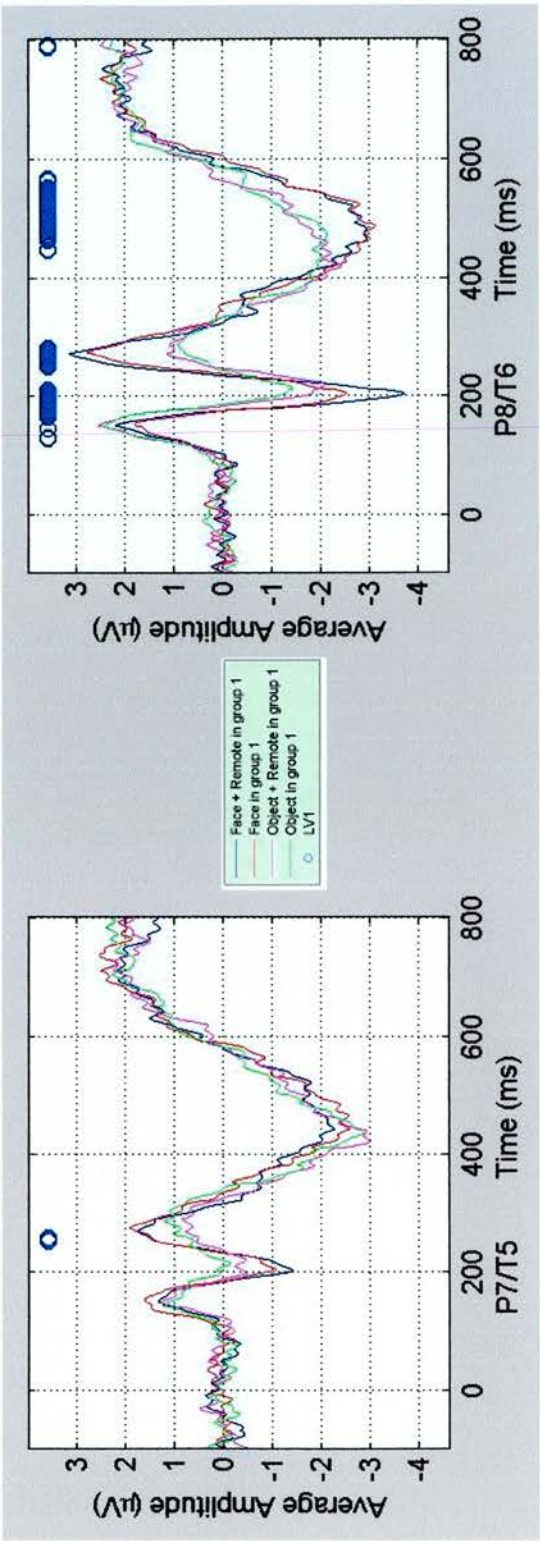 Average Amplitude (µV)
3
2
1
0
-1
-2
-3
-4
0
200
400
600
800
P7/T5
Time (ms)
Face + Remote in group 1
Face in group 1
Object + Remote in group 1
Object in group 1
LV1
Average Amplitude (µV)
3
2
1
0
-1
-2
-3
-4
0
200
400
600
800
P8/T6
Time (ms)